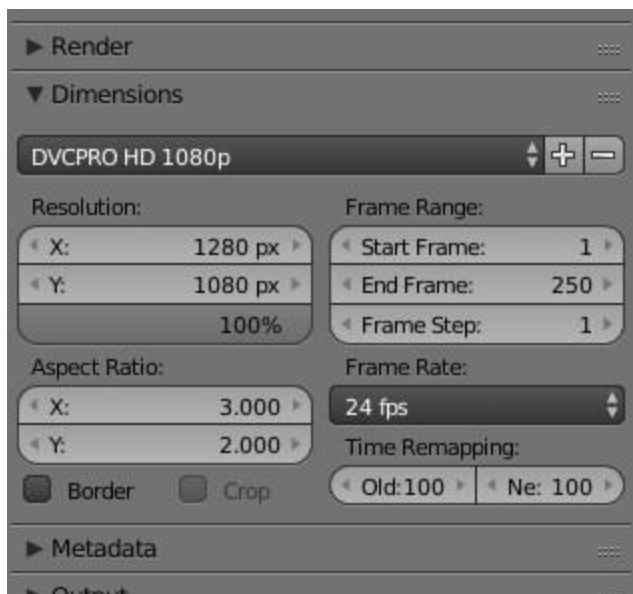 Render
Dimensions
DVCPRO HD 1080p
Resolution:
X: 1280 px
Y: 1080 px
100%
Aspect Ratio:
X: 3.000
Y: 2.000
Border Crop
Frame Range:
Start Frame: 1
End Frame: 250
Frame Step: 1
Frame Rate:
24 fps
Time Remapping:
Old:100 Ne: 100
Metadata
Output